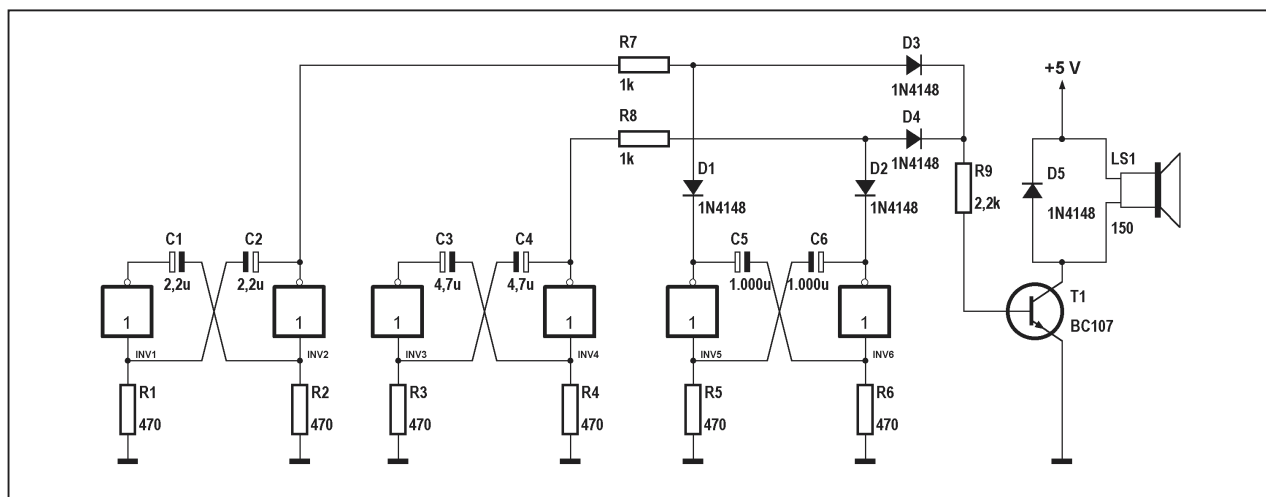 R7
1k
R8
1k
D3
1N4148
D4
1N4148
+5 V
LS1
D1
1N4148
D2
1N4148
R9
2,2k
D5
1N4148
150
C1
2,2u
C2
2,2u
C3
4,7u
C4
4,7u
C5
1.000u
C6
1.000u
1
1
1
1
1
1
T1
BC107
INV1
INV2
INV3
INV4
INV5
INV6
R1
470
R2
470
R3
470
R4
470
R5
470
R6
470